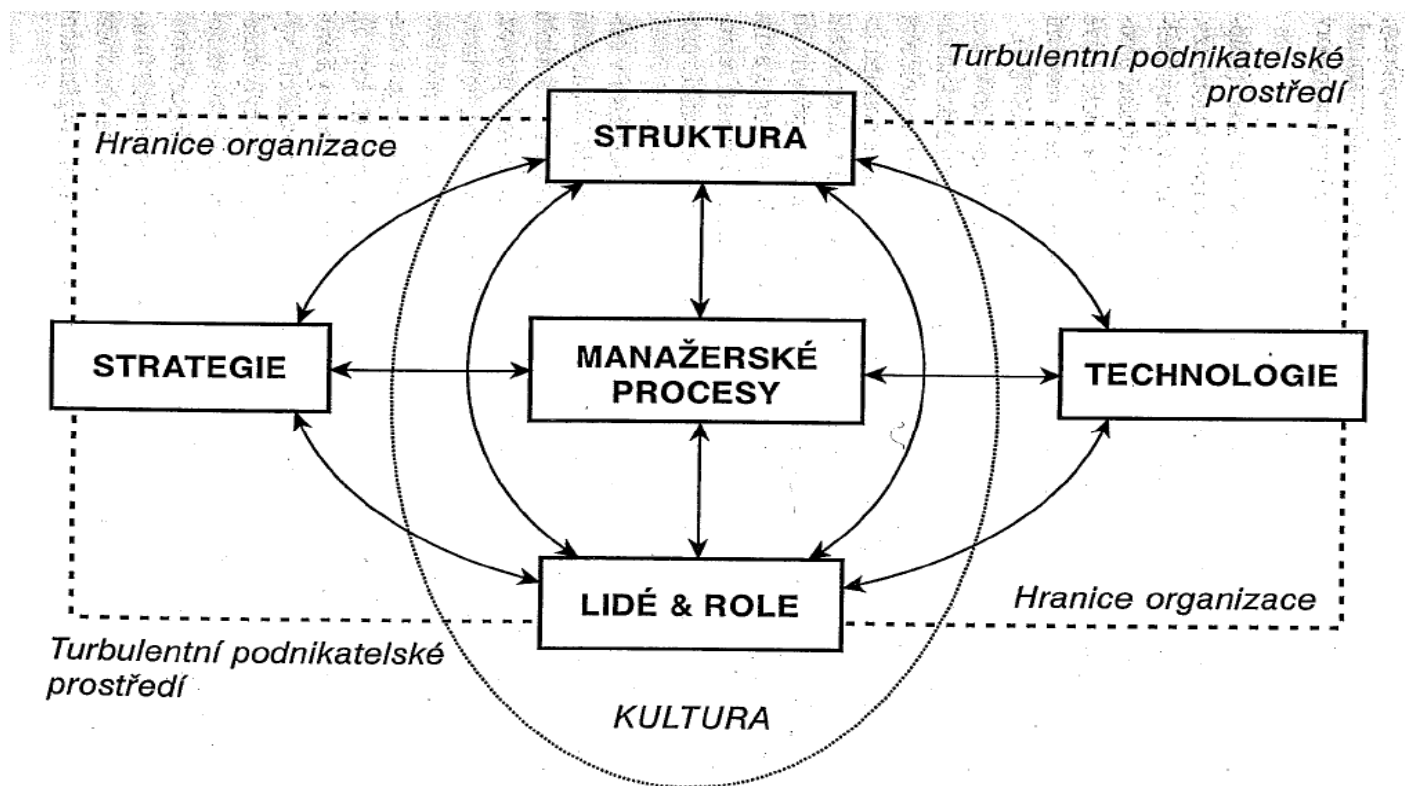 Turbulentní podnikatelské
prostředí
Hranice organizace
STRUKTURA
STRATEGIE
MANAŽERSKÉ
PROCESY
TECHNOLOGIE
LIDÉ & ROLE
Hranice organizace
Turbulentní podnikatelské
prostředí
KULTURA